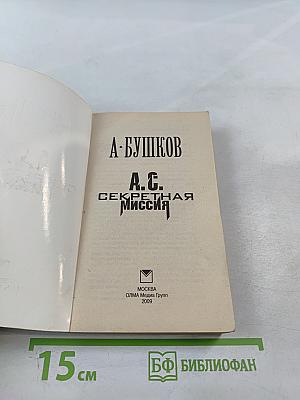 А·БУШКОВ
А.С.
СЕКРЕТНАЯ
МИССИЯ
МОСКВА
ОЛМА Медиа Групп
2009
15 см
БФ БИБЛИОФАН